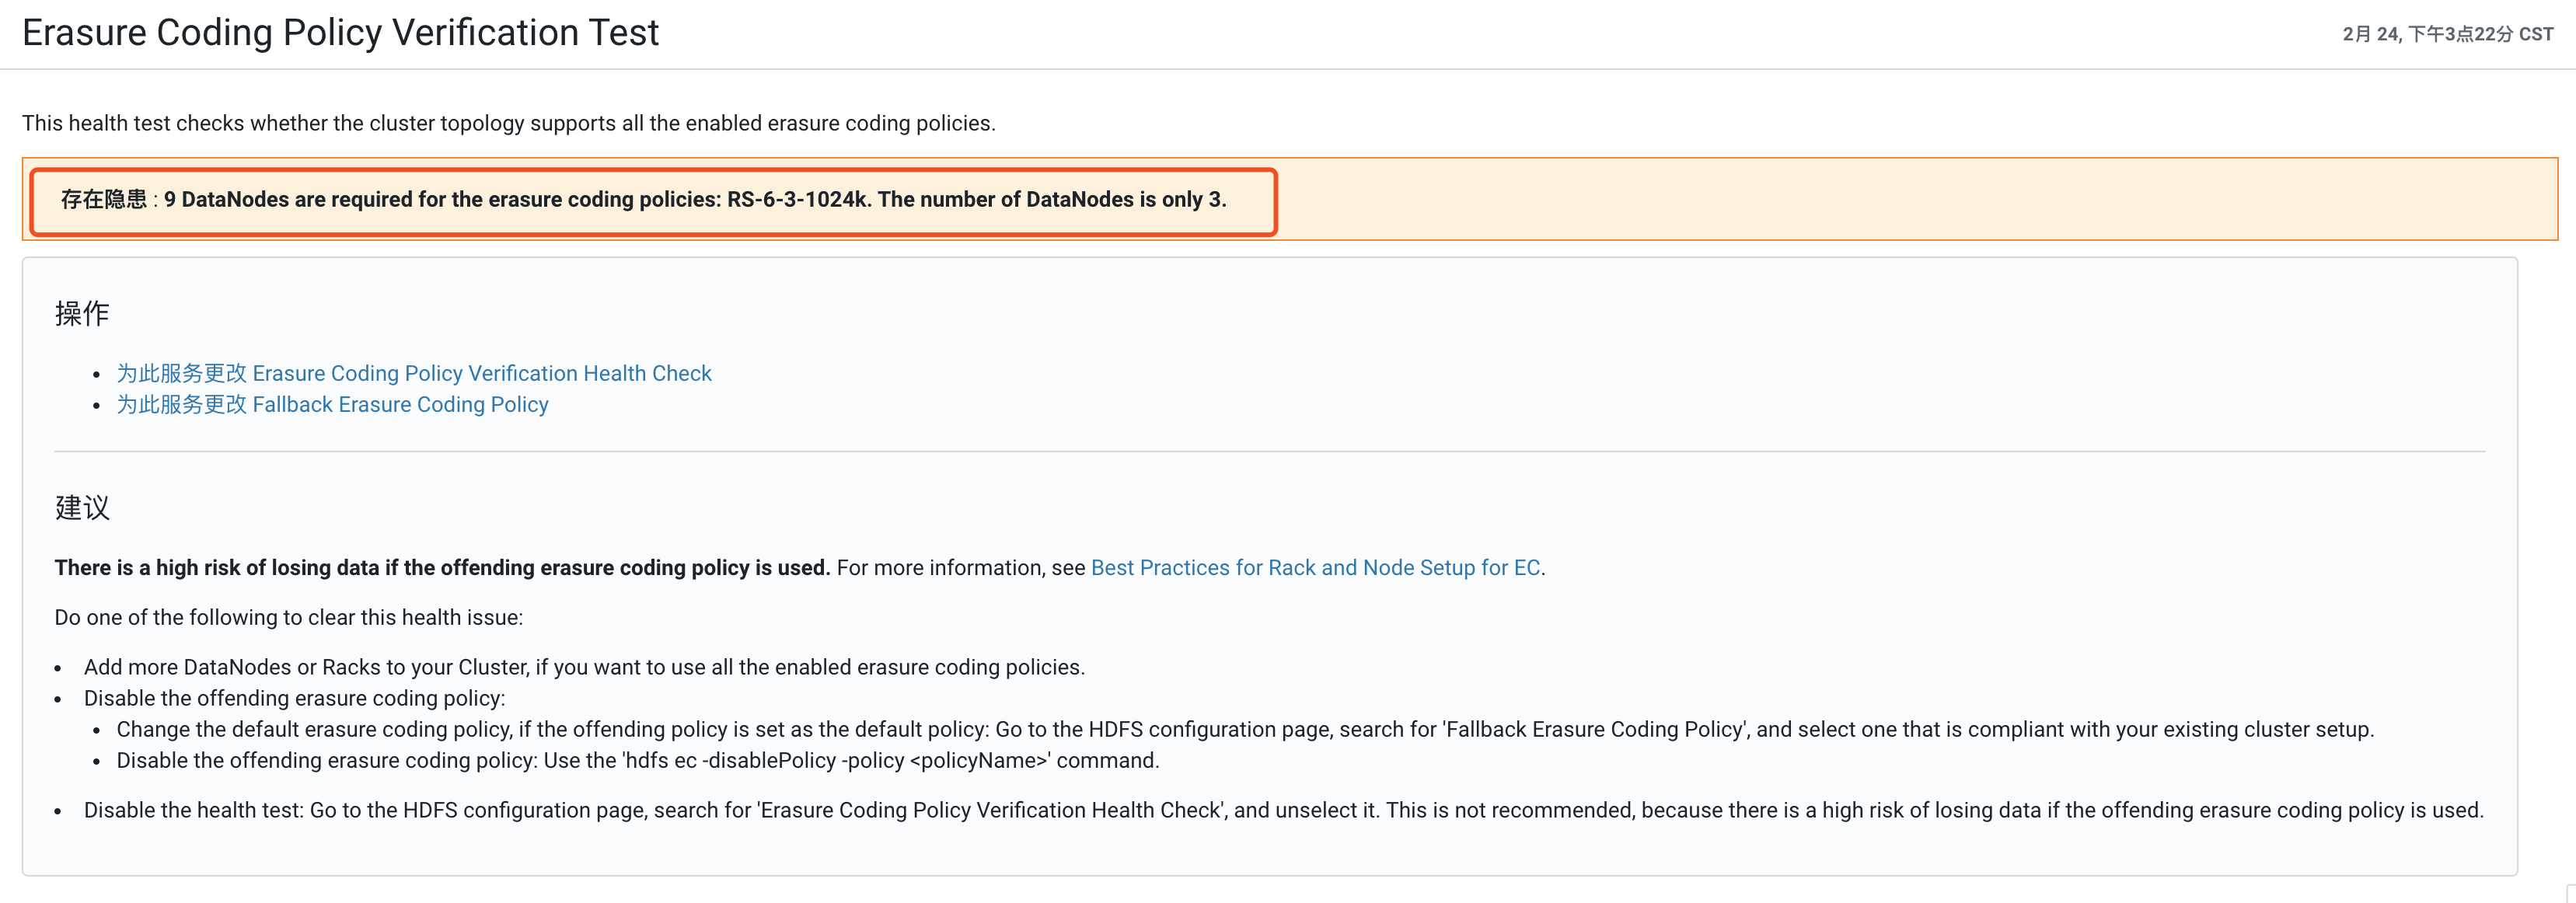 Erasure Coding Policy Verification Test
2月 24, 下午3点22分 CST
This health test checks whether the cluster topology supports all the enabled erasure coding policies.
存在隐患 : 9 DataNodes are required for the erasure coding policies: RS-6-3-1024k. The number of DataNodes is only 3.
操作
• 为此服务更改 Erasure Coding Policy Verification Health Check
• 为此服务更改 Fallback Erasure Coding Policy
建议
There is a high risk of losing data if the offending erasure coding policy is used. For more information, see Best Practices for Rack and Node Setup for EC.
Do one of the following to clear this health issue:
• Add more DataNodes or Racks to your Cluster, if you want to use all the enabled erasure coding policies.
• Disable the offending erasure coding policy:
• Change the default erasure coding policy, if the offending policy is set as the default policy: Go to the HDFS configuration page, search for 'Fallback Erasure Coding Policy', and select one that is compliant with your existing cluster setup.
• Disable the offending erasure coding policy: Use the 'hdfs ec -disablePolicy -policy <policyName>' command.
• Disable the health test: Go to the HDFS configuration page, search for 'Erasure Coding Policy Verification Health Check', and unselect it. This is not recommended, because there is a high risk of losing data if the offending erasure coding policy is used.